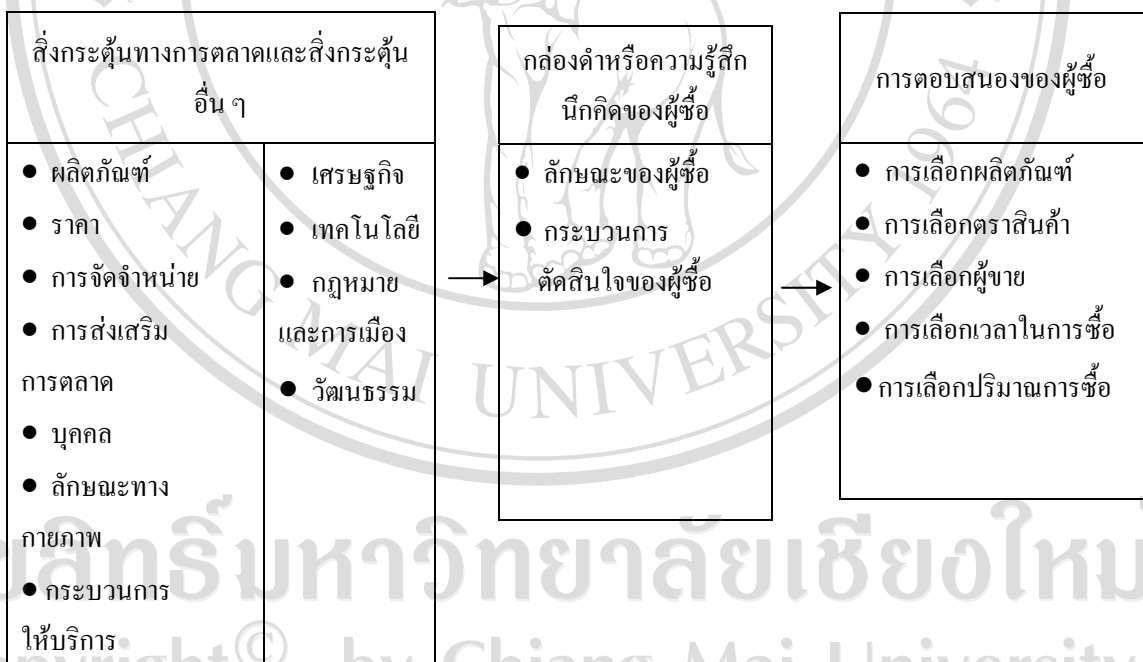 สิ่งกระตุ้นทางการตลาดและสิ่งกระตุ้น
อื่น ๆ
● ผลิตภัณฑ์
● ราคา
● การจัดจำหน่าย
● การส่งเสริม
การตลาด
● บุคคล
● ลักษณะทาง
กายภาพ
● กระบวนการ
ให้บริการ
● เศรษฐกิจ
● เทคโนโลยี
● กฎหมาย
และการเมือง
● วัฒนธรรม
กล่องดำหรือความรู้สึก
นึกคิดของผู้ซื้อ
● ลักษณะของผู้ซื้อ
● กระบวนการ
ตัดสินใจของผู้ซื้อ
การตอบสนองของผู้ซื้อ
● การเลือกผลิตภัณฑ์
● การเลือกตราสินค้า
● การเลือกผู้ขาย
● การเลือกเวลาในการซื้อ
● การเลือกปริมาณการซื้อ
CHIANG MAI UNIVERSITY 1964
มหาวิทยาลัยเชียงใหม่
© by Chiang Mai University